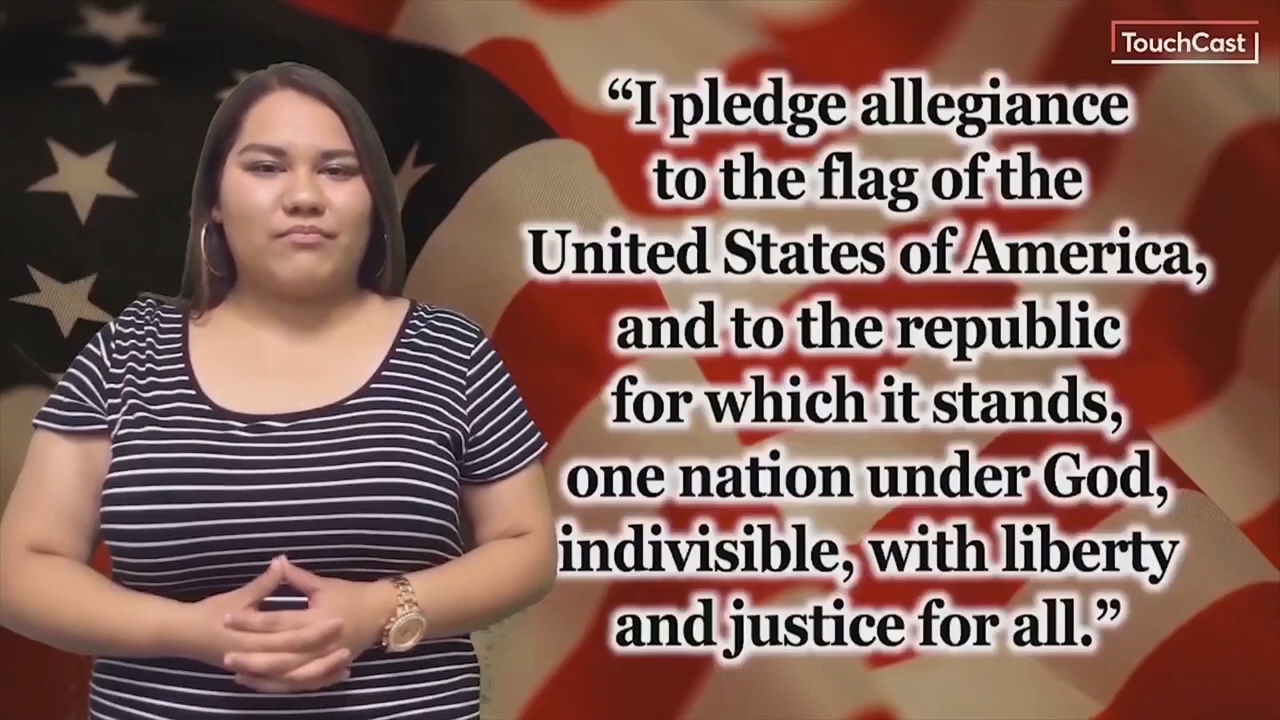 TouchCast
“I pledge allegiance
to the flag of the
United States of America,
and to the republic
for which it stands,
one nation under God,
indivisible, with liberty
and justice for all.”